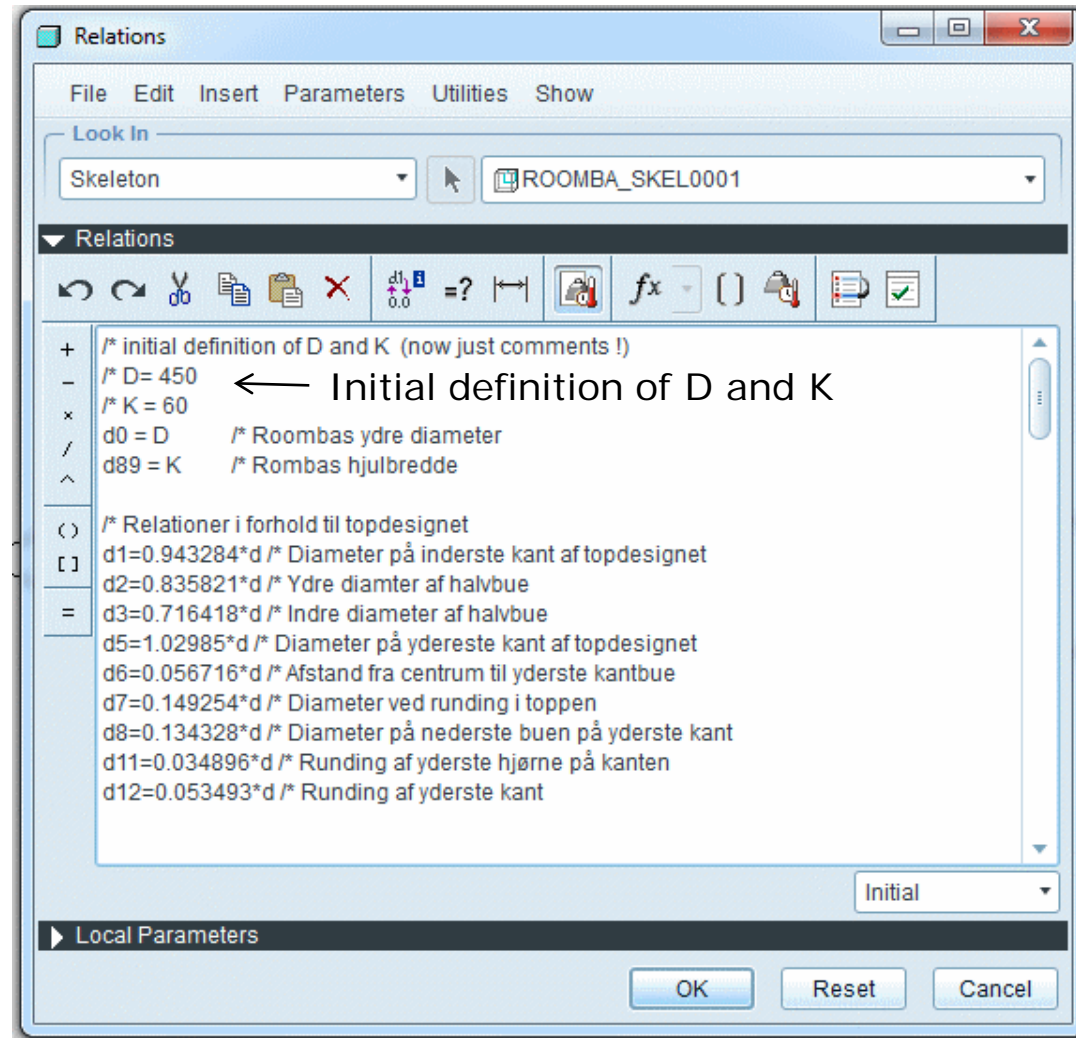 Relations
File Edit Insert Parameters Utilities Show
Look In
Skeleton ROOMBA_SKEL0001
Relations
d1, 0.0 i =? fx [ ]
+
-
×
/
^
( )
[ ]
=
/* initial definition of D and K (now just comments !)
/* D= 450
/* K = 60
Initial definition of D and K
d0 = D /* Roombas ydre diameter
d89 = K /* Rombas hjulbredde
/* Relationer i forhold til topdesignet
d1=0.943284*d /* Diameter på inderste kant af topdesignet
d2=0.835821*d /* Ydre diamter af halvbue
d3=0.716418*d /* Indre diameter af halvbue
d5=1.02985*d /* Diameter på ydereste kant af topdesignet
d6=0.056716*d /* Afstand fra centrum til yderste kantbue
d7=0.149254*d /* Diameter ved runding i toppen
d8=0.134328*d /* Diameter på nederste buen på yderste kant
d11=0.034896*d /* Runding af yderste hjørne på kanten
d12=0.053493*d /* Runding af yderste kant
Initial
Local Parameters
OK Reset Cancel